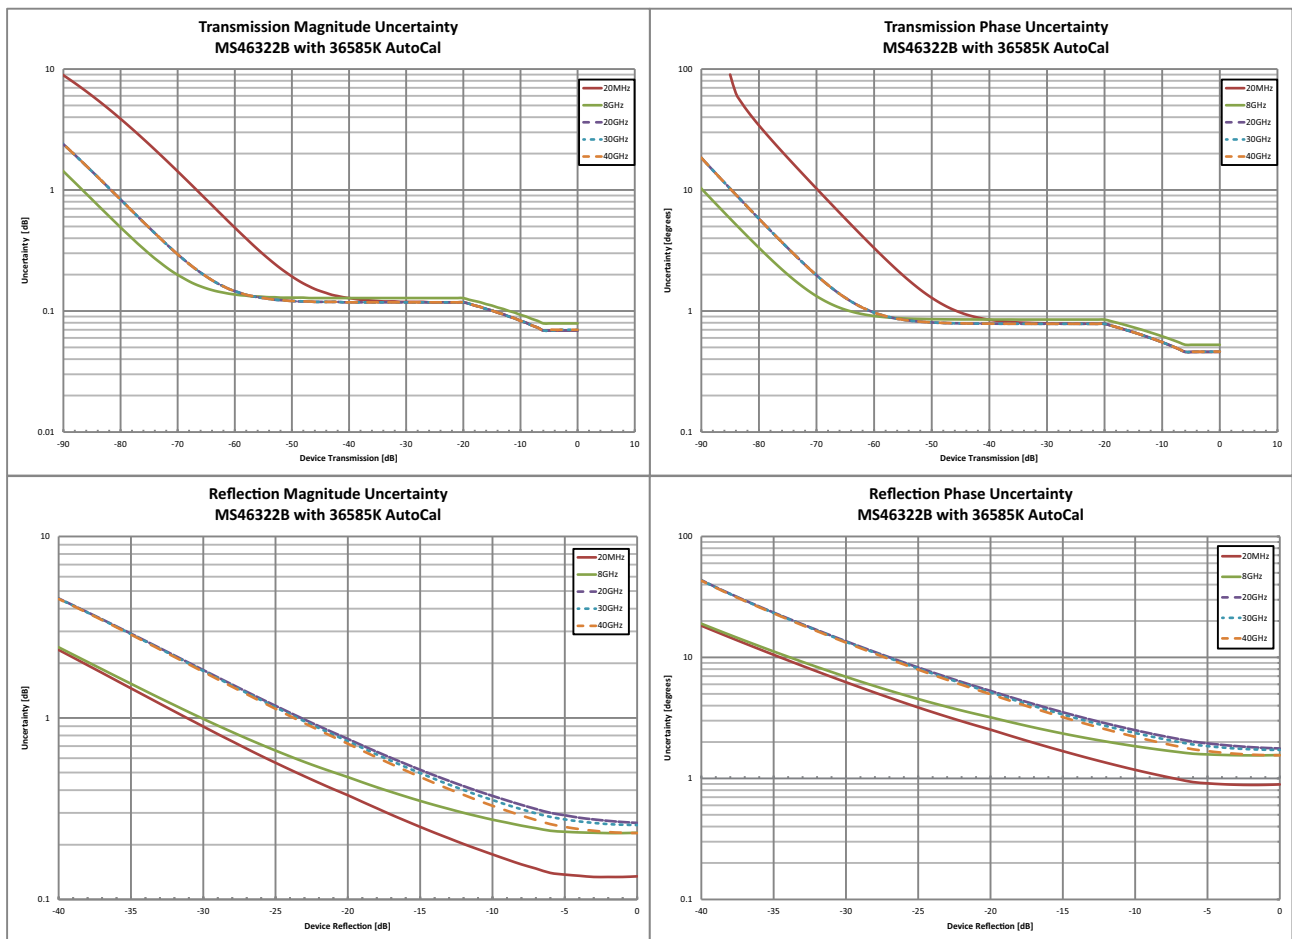 Transmission Magnitude Uncertainty
MS46322B with 36585K AutoCal
10
1
0.1
0.01
Uncertainty [dB]
-90 -80 -70 -60 -50 -40 -30 -20 -10 0 10
Device Transmission [dB]
20MHz
8GHz
20GHz
30GHz
40GHz
Transmission Phase Uncertainty
MS46322B with 36585K AutoCal
100
10
1
0.1
Uncertainty [degrees]
-90 -80 -70 -60 -50 -40 -30 -20 -10 0 10
Device Transmission [dB]
20MHz
8GHz
20GHz
30GHz
40GHz
Reflection Magnitude Uncertainty
MS46322B with 36585K AutoCal
10
1
0.1
Uncertainty [dB]
-40 -35 -30 -25 -20 -15 -10 -5 0
Device Reflection [dB]
20MHz
8GHz
20GHz
30GHz
40GHz
Reflection Phase Uncertainty
MS46322B with 36585K AutoCal
100
10
1
0.1
Uncertainty [degrees]
-40 -35 -30 -25 -20 -15 -10 -5 0
Device Reflection [dB]
20MHz
8GHz
20GHz
30GHz
40GHz